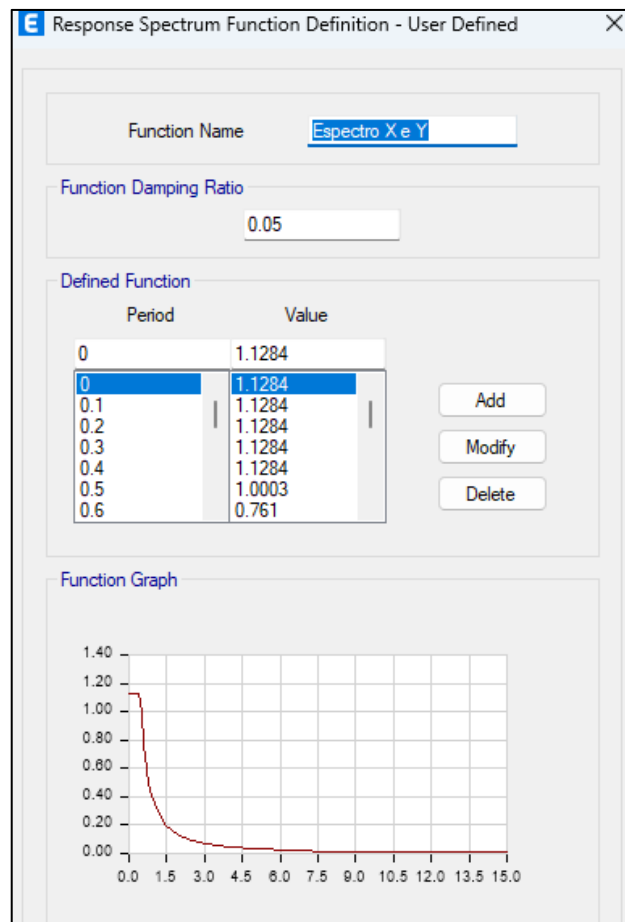 E Response Spectrum Function Definition - User Defined
Function Name Espectro X e Y
Function Damping Ratio
0.05
Defined Function
Period Value
0 1.1284
0 1.1284
0.1 1.1284
0.2 1.1284
0.3 1.1284
0.4 1.1284
0.5 1.0003
0.6 0.761
Add
Modify
Delete
Function Graph
1.40
1.20
1.00
0.80
0.60
0.40
0.20
0.00
0.0 1.5 3.0 4.5 6.0 7.5 9.0 10.5 12.0 13.5 15.0